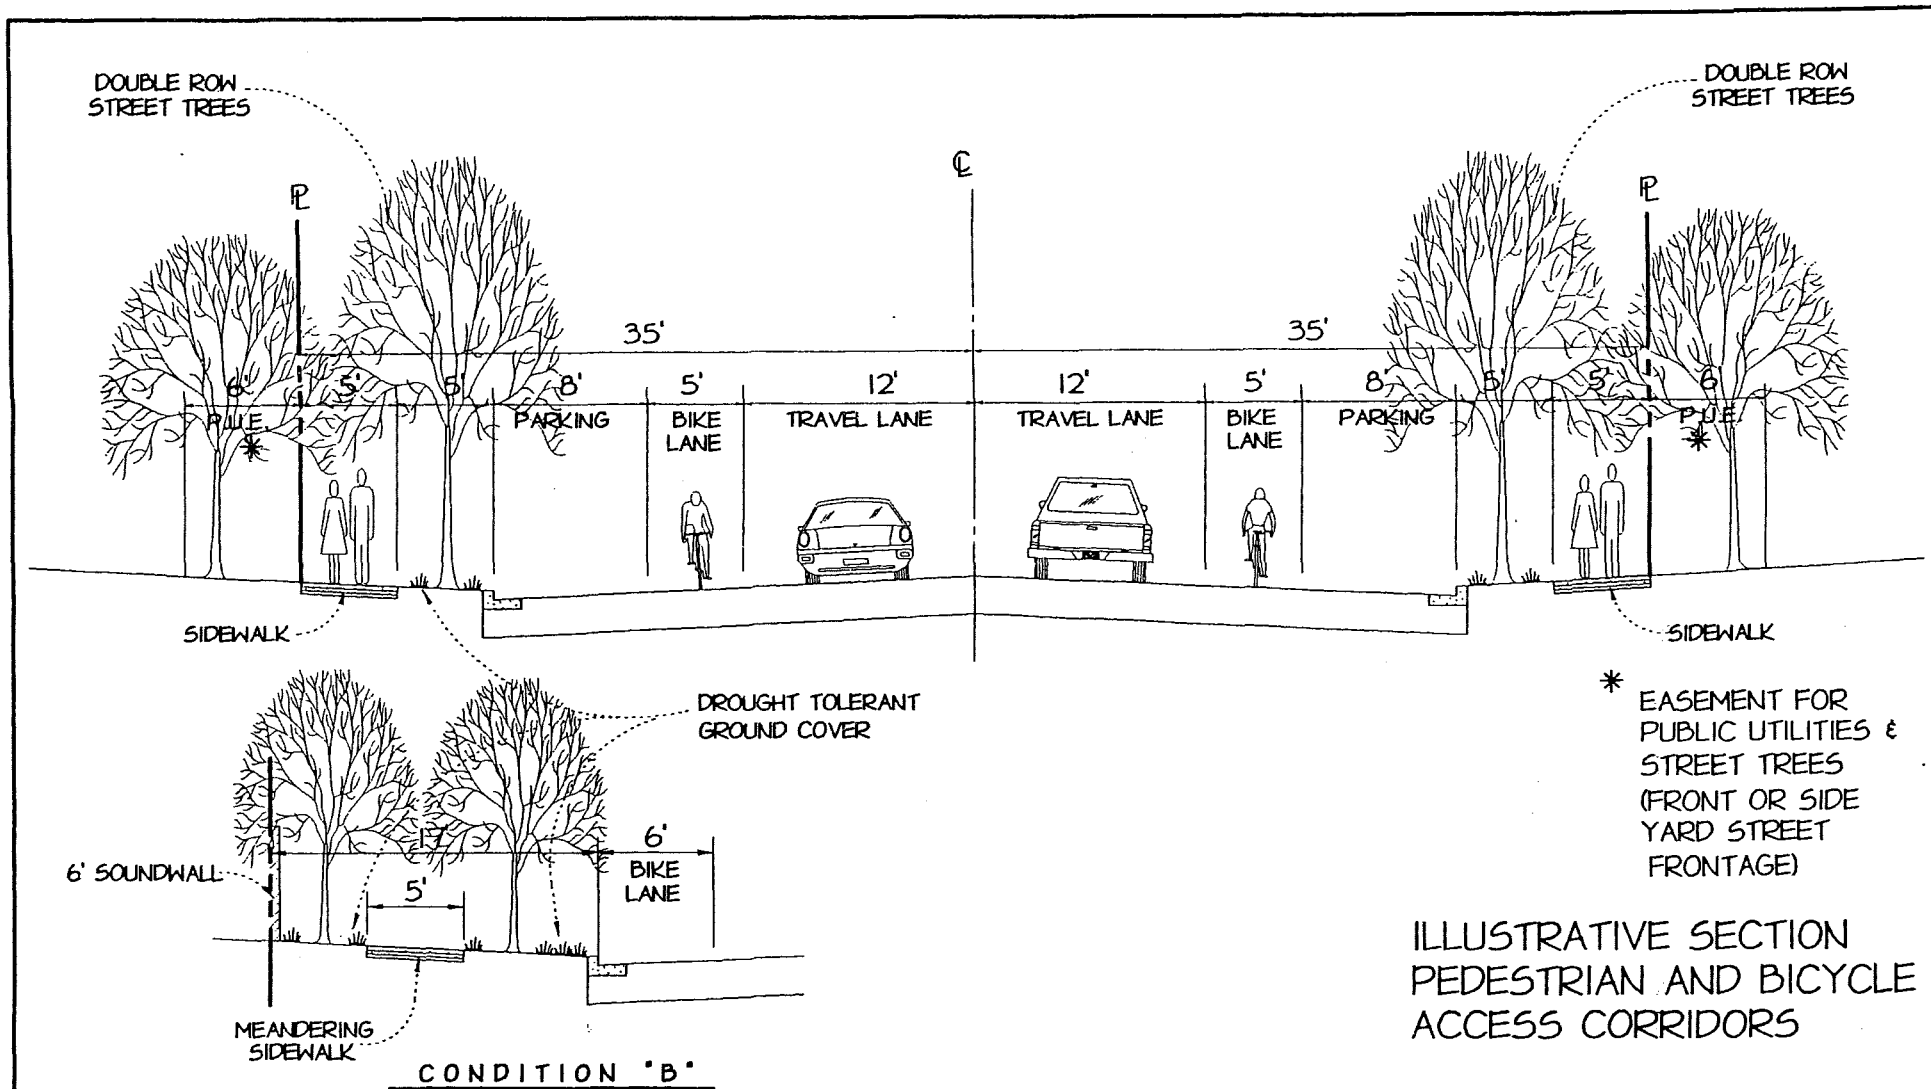 DOUBLE ROW
STREET TREES
DOUBLE ROW
STREET TREES
℄
PL
PL
35'
35'
6'
5'
5'
8'
5'
12'
12'
5'
8'
5'
5'
6'
P.U.E.
PARKING
BIKE
LANE
TRAVEL LANE
TRAVEL LANE
BIKE
LANE
PARKING
P.U.E.
*
*
SIDEWALK
SIDEWALK
DROUGHT TOLERANT
GROUND COVER
* EASEMENT FOR
PUBLIC UTILITIES &
STREET TREES
(FRONT OR SIDE
YARD STREET
FRONTAGE)
17'
6'
BIKE
LANE
6' SOUNDWALL
5'
MEANDERING
SIDEWALK
CONDITION "B"
ILLUSTRATIVE SECTION
PEDESTRIAN AND BICYCLE
ACCESS CORRIDORS